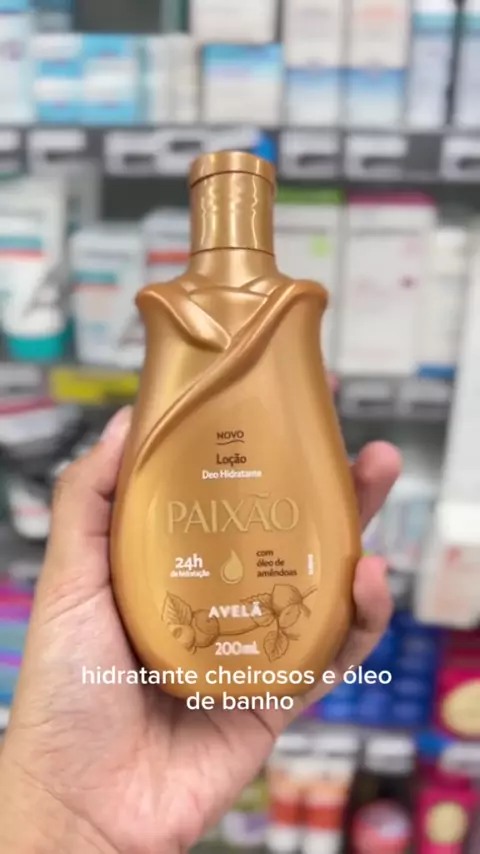 NOVO
Loção
Deo Hidratante
PAIXÃO
24h
de hidratação
com
óleo de
amêndoas
AVELÃ
200mL
hidratante cheirosos e óleo
de banho